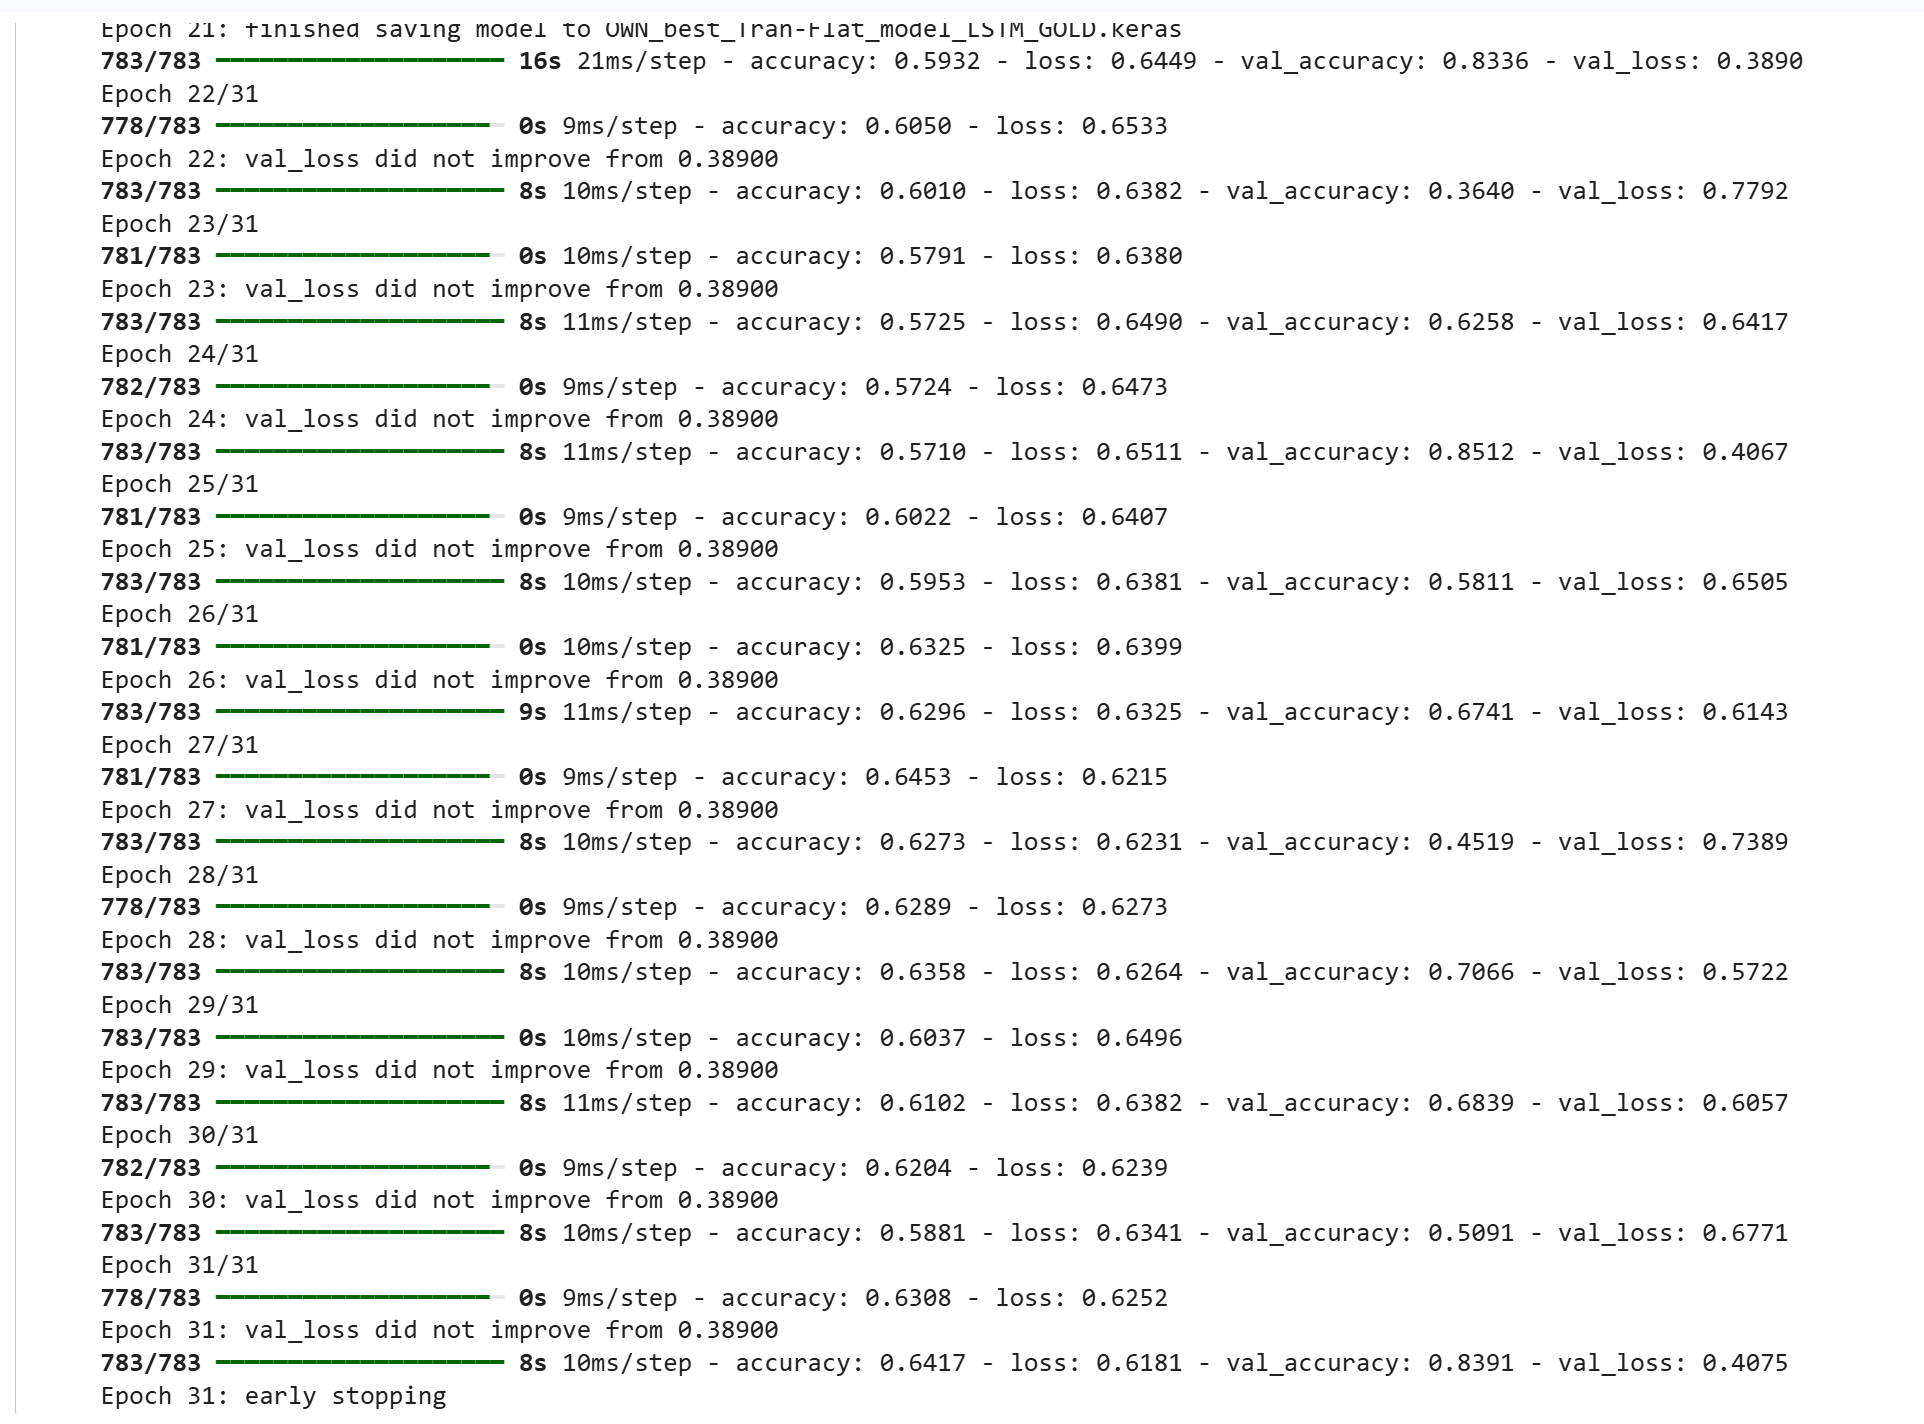 Epoch 21: finished saving model to OWN_best_Tran-Flat_model_LSTM_GOLD.keras
783/783 16s 21ms/step - accuracy: 0.5932 - loss: 0.6449 - val_accuracy: 0.8336 - val_loss: 0.3890
Epoch 22/31
778/783 0s 9ms/step - accuracy: 0.6050 - loss: 0.6533
Epoch 22: val_loss did not improve from 0.38900
783/783 8s 10ms/step - accuracy: 0.6010 - loss: 0.6382 - val_accuracy: 0.3640 - val_loss: 0.7792
Epoch 23/31
781/783 0s 10ms/step - accuracy: 0.5791 - loss: 0.6380
Epoch 23: val_loss did not improve from 0.38900
783/783 8s 11ms/step - accuracy: 0.5725 - loss: 0.6490 - val_accuracy: 0.6258 - val_loss: 0.6417
Epoch 24/31
782/783 0s 9ms/step - accuracy: 0.5724 - loss: 0.6473
Epoch 24: val_loss did not improve from 0.38900
783/783 8s 11ms/step - accuracy: 0.5710 - loss: 0.6511 - val_accuracy: 0.8512 - val_loss: 0.4067
Epoch 25/31
781/783 0s 9ms/step - accuracy: 0.6022 - loss: 0.6407
Epoch 25: val_loss did not improve from 0.38900
783/783 8s 10ms/step - accuracy: 0.5953 - loss: 0.6381 - val_accuracy: 0.5811 - val_loss: 0.6505
Epoch 26/31
781/783 0s 10ms/step - accuracy: 0.6325 - loss: 0.6399
Epoch 26: val_loss did not improve from 0.38900
783/783 9s 11ms/step - accuracy: 0.6296 - loss: 0.6325 - val_accuracy: 0.6741 - val_loss: 0.6143
Epoch 27/31
781/783 0s 9ms/step - accuracy: 0.6453 - loss: 0.6215
Epoch 27: val_loss did not improve from 0.38900
783/783 8s 10ms/step - accuracy: 0.6273 - loss: 0.6231 - val_accuracy: 0.4519 - val_loss: 0.7389
Epoch 28/31
778/783 0s 9ms/step - accuracy: 0.6289 - loss: 0.6273
Epoch 28: val_loss did not improve from 0.38900
783/783 8s 10ms/step - accuracy: 0.6358 - loss: 0.6264 - val_accuracy: 0.7066 - val_loss: 0.5722
Epoch 29/31
783/783 0s 10ms/step - accuracy: 0.6037 - loss: 0.6496
Epoch 29: val_loss did not improve from 0.38900
783/783 8s 11ms/step - accuracy: 0.6102 - loss: 0.6382 - val_accuracy: 0.6839 - val_loss: 0.6057
Epoch 30/31
782/783 0s 9ms/step - accuracy: 0.6204 - loss: 0.6239
Epoch 30: val_loss did not improve from 0.38900
783/783 8s 10ms/step - accuracy: 0.5881 - loss: 0.6341 - val_accuracy: 0.5091 - val_loss: 0.6771
Epoch 31/31
778/783 0s 9ms/step - accuracy: 0.6308 - loss: 0.6252
Epoch 31: val_loss did not improve from 0.38900
783/783 8s 10ms/step - accuracy: 0.6417 - loss: 0.6181 - val_accuracy: 0.8391 - val_loss: 0.4075
Epoch 31: early stopping